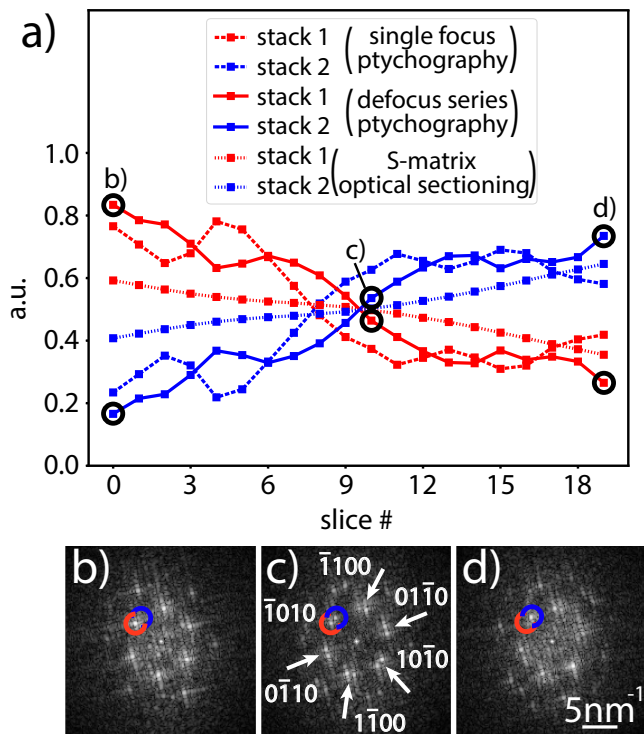 a)
stack 1
stack 2
(single focus
ptychography)
stack 1
stack 2
(defocus series
ptychography)
stack 1
stack 2
(S-matrix
optical sectioning)
1.0
0.8
0.6
0.4
0.2
0.0
a.u.
b)
c)
d)
0
3
6
9
12
15
18
slice #
b)
c)
1̄100
011̄0
1̄010
101̄0
01̄10
11̄00
d)
5nm⁻¹